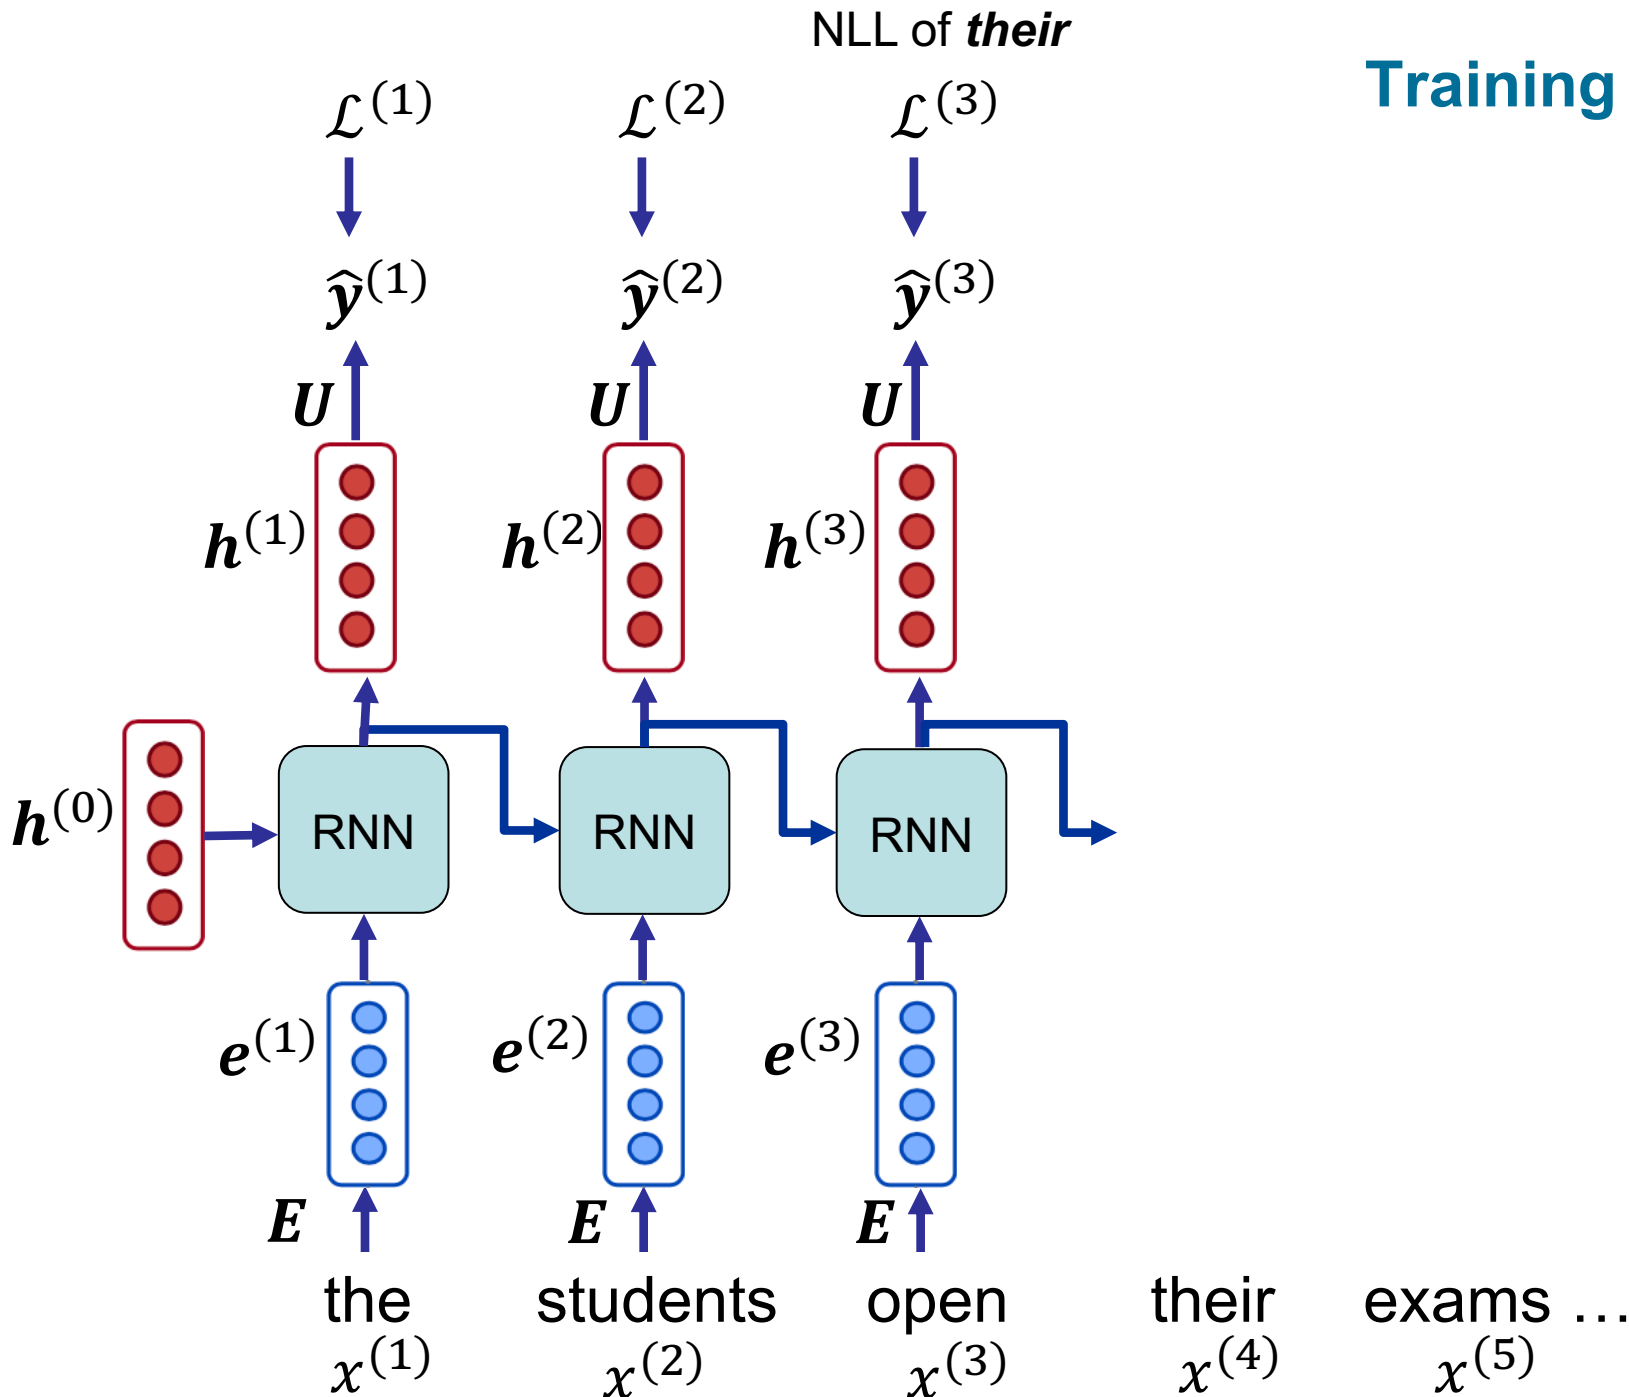 NLL of their
Training
ℒ⁽¹⁾ ℒ⁽²⁾ ℒ⁽³⁾
ŷ⁽¹⁾ ŷ⁽²⁾ ŷ⁽³⁾
U U U
h⁽¹⁾ h⁽²⁾ h⁽³⁾
h⁽⁰⁾ RNN RNN RNN
e⁽¹⁾ e⁽²⁾ e⁽³⁾
E E E
the students open their exams …
x⁽¹⁾ x⁽²⁾ x⁽³⁾ x⁽⁴⁾ x⁽⁵⁾